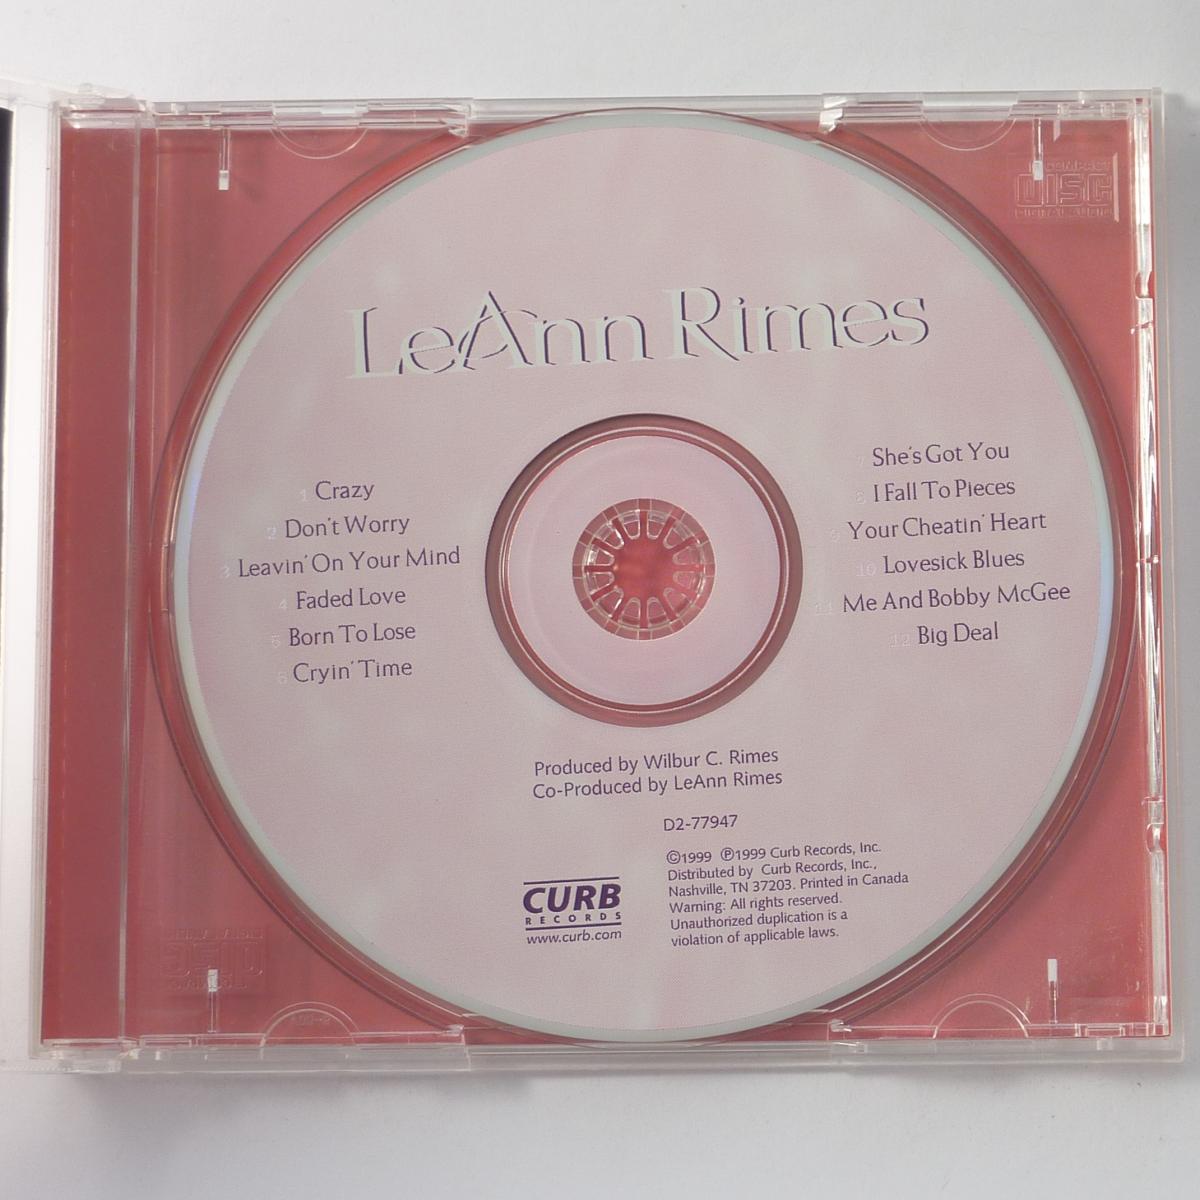 COMPACT
DISC
DIGITAL AUDIO
LeAnn Rimes
1 Crazy
2 Don't Worry
3 Leavin' On Your Mind
4 Faded Love
5 Born To Lose
6 Cryin' Time
7 She's Got You
8 I Fall To Pieces
9 Your Cheatin' Heart
10 Lovesick Blues
11 Me And Bobby McGee
12 Big Deal
Produced by Wilbur C. Rimes
Co-Produced by LeAnn Rimes
D2-77947
©1999 ℗1999 Curb Records, Inc.
Distributed by Curb Records, Inc.,
Nashville, TN 37203. Printed in Canada
Warning: All rights reserved.
Unauthorized duplication is a
violation of applicable laws.
CURB
RECORDS
www.curb.com